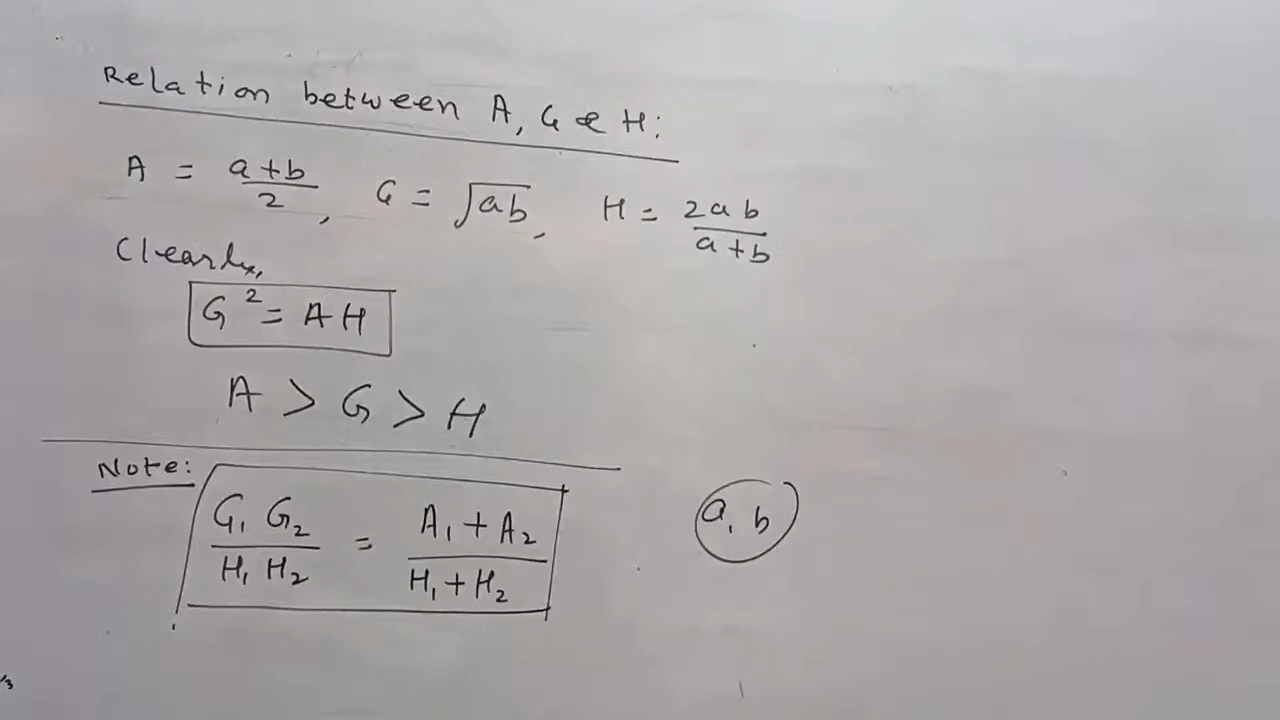 Relation between A, G & H:
A = a+b/2, G = √ab, H = 2ab/a+b
Clearly,
G² = AH
A > G > H
Note:
G₁ G₂/H₁ H₂ = A₁ + A₂/H₁ + H₂
a, b